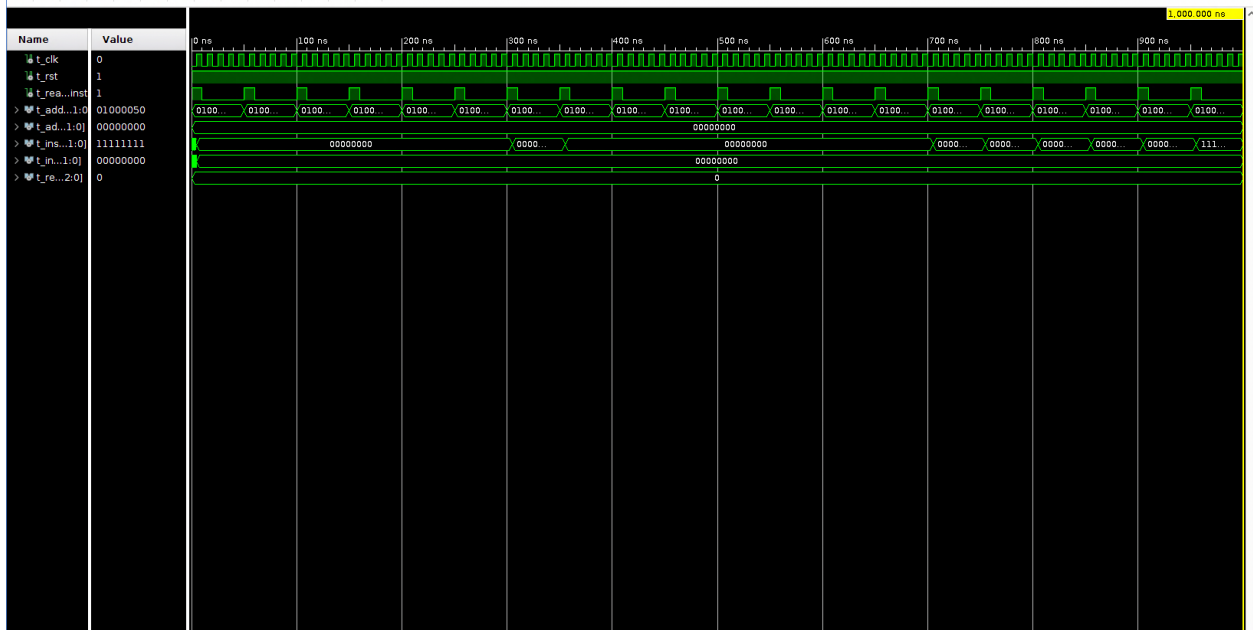 1,000.000 ns
Name Value 0 ns 100 ns 200 ns 300 ns 400 ns 500 ns 600 ns 700 ns 800 ns 900 ns
t_clk 0
t_rst 1
t_rea...inst 1
t_add...1:0 01000050 0100... 0100... 0100... 0100... 0100... 0100... 0100... 0100... 0100... 0100... 0100... 0100... 0100... 0100... 0100... 0100... 0100... 0100... 0100... 0100...
t_ad...1:0] 00000000 00000000
t_ins...1:0] 11111111 00000000 0000... 00000000 0000... 0000... 0000... 0000... 0000... 111...
t_in...1:0] 00000000 00000000
t_re...2:0] 0 0